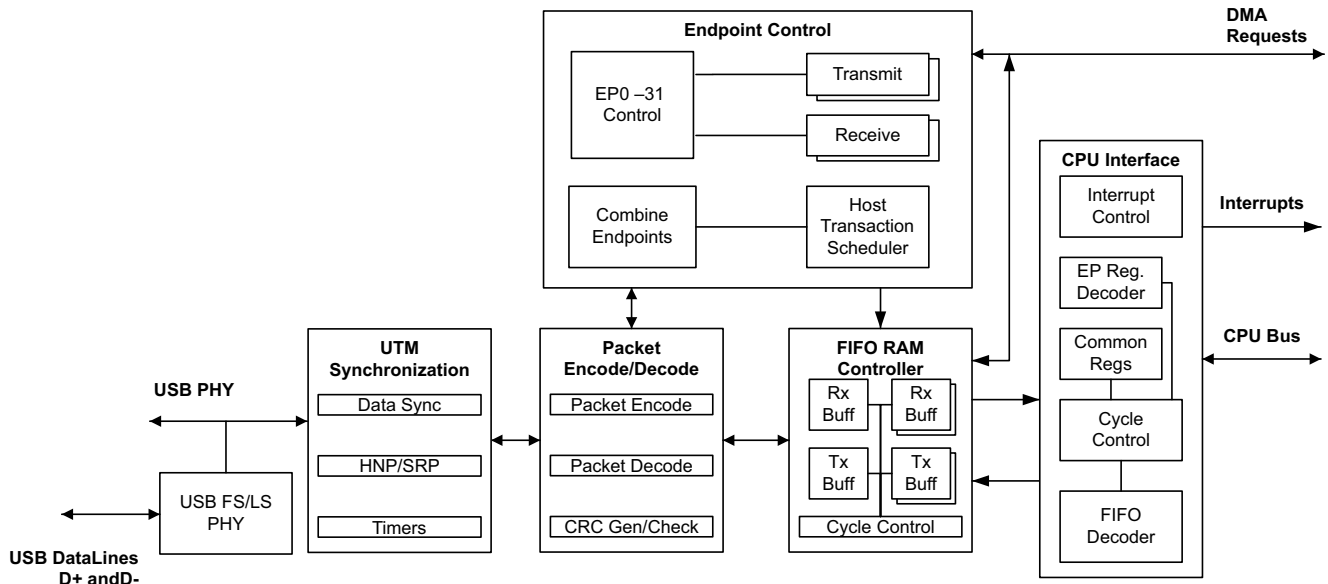 Endpoint Control
EP0 –31
Control
Transmit
Receive
Combine
Endpoints
Host
Transaction
Scheduler
DMA
Requests
CPU Interface
Interrupt
Control
Interrupts
EP Reg.
Decoder
Common
Regs
CPU Bus
Cycle
Control
FIFO
Decoder
UTM
Synchronization
Data Sync
HNP/SRP
Timers
Packet
Encode/Decode
Packet Encode
Packet Decode
CRC Gen/Check
FIFO RAM
Controller
Rx
Buff
Rx
Buff
Tx
Buff
Tx
Buff
Cycle Control
USB PHY
USB FS/LS
PHY
USB DataLines
D+ andD-